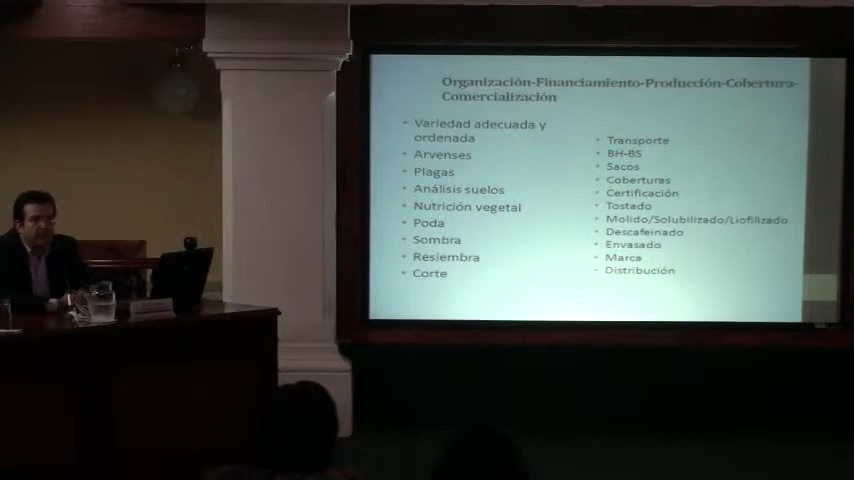 Organización-Financiamiento-Producción-Cobertura-
Comercialización
• Variedad adecuada y
ordenada
• Arvenses
• Plagas
• Análisis suelos
• Nutrición vegetal
• Poda
• Sombra
• Resiembra
• Corte
• Transporte
• BH-BS
• Sacos
• Coberturas
• Certificación
• Tostado
• Molido/Solubilizado/Liofilizado
• Descafeinado
• Envasado
• Marca
• Distribución